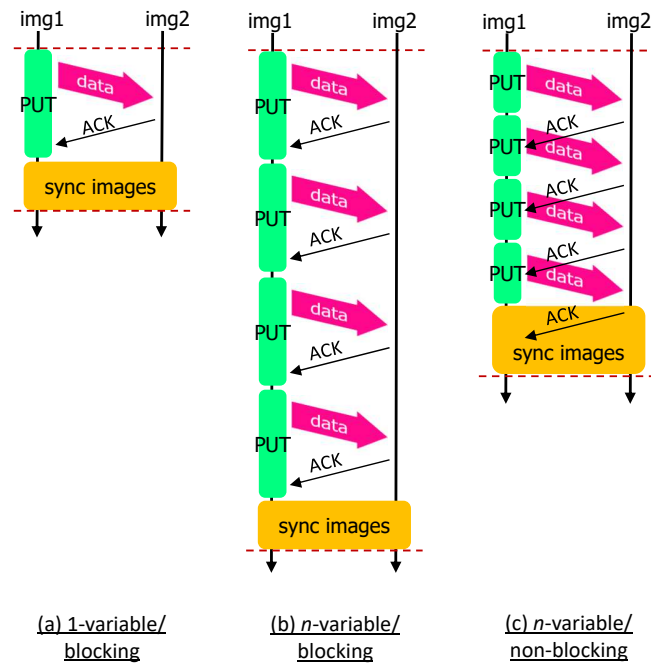 img1 img2
data
PUT
ACK
sync images
(a) 1-variable/
blocking
img1 img2
data
PUT
ACK
data
PUT
ACK
data
PUT
ACK
data
PUT
ACK
sync images
(b) n-variable/
blocking
img1 img2
PUT
data
ACK
PUT
data
ACK
PUT
data
ACK
PUT
data
ACK
sync images
(c) n-variable/
non-blocking